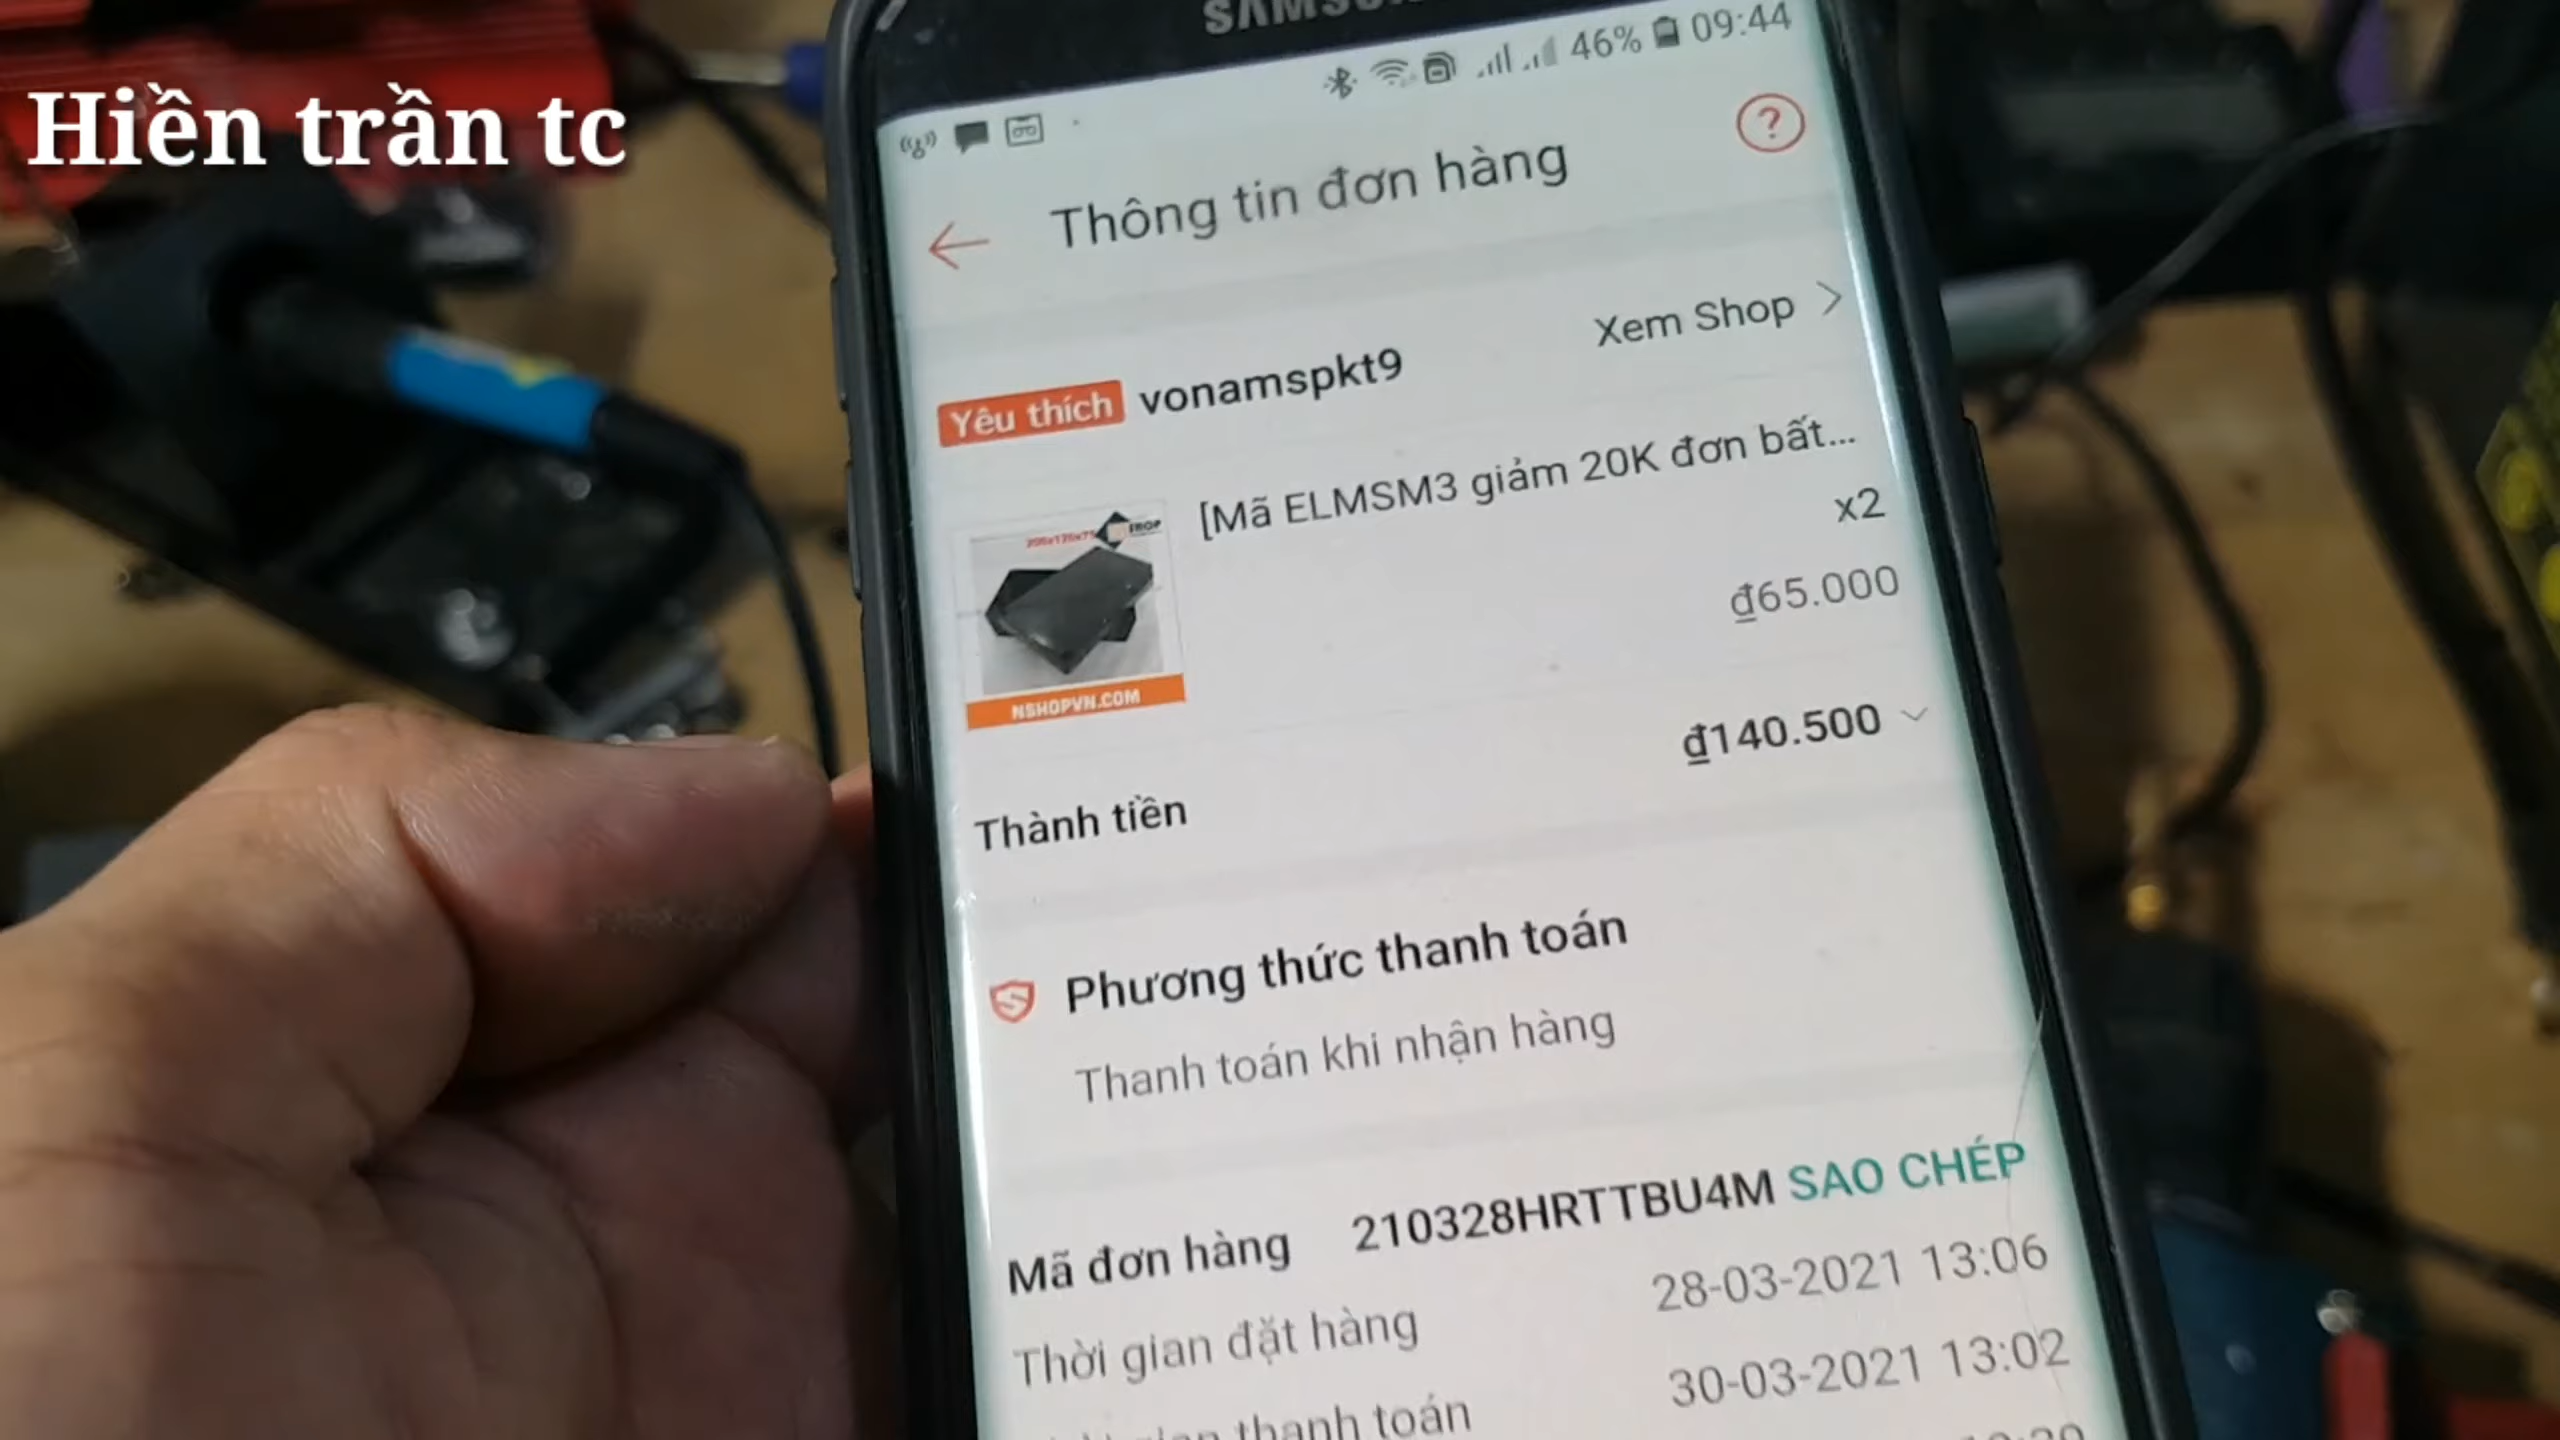 Hiền trần tc
SAMSU
46% 09:44
Thông tin đơn hàng
?
Yêu thích vonamspkt9
Xem Shop >
[Mã ELMSM3 giảm 20K đơn bất...
x2
₫65.000
NSHOPVN.COM
Thành tiền
₫140.500
Phương thức thanh toán
Thanh toán khi nhận hàng
Mã đơn hàng 210328HRTTBU4M SAO CHÉP
Thời gian đặt hàng 28-03-2021 13:06
thanh toán 30-03-2021 13:02